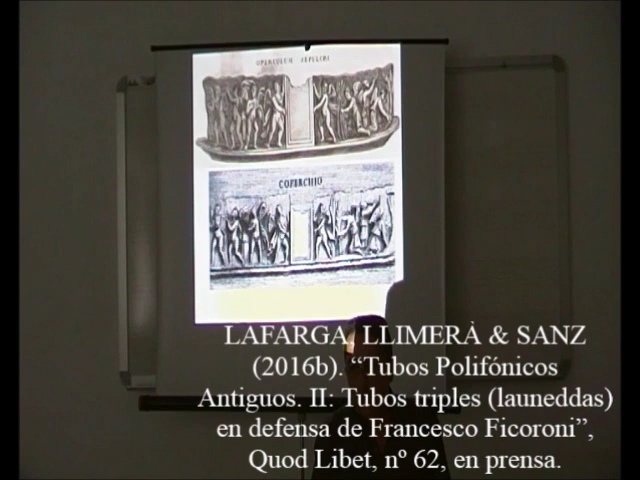 OPERCULUM SEPULCRI
COPERCHIO
LAFARGA, LLIMERÀ & SANZ
(2016b). “Tubos Polifónicos
Antiguos. II: Tubos triples (launeddas)
en defensa de Francesco Ficoroni”,
Quod Libet, nº 62, en prensa.